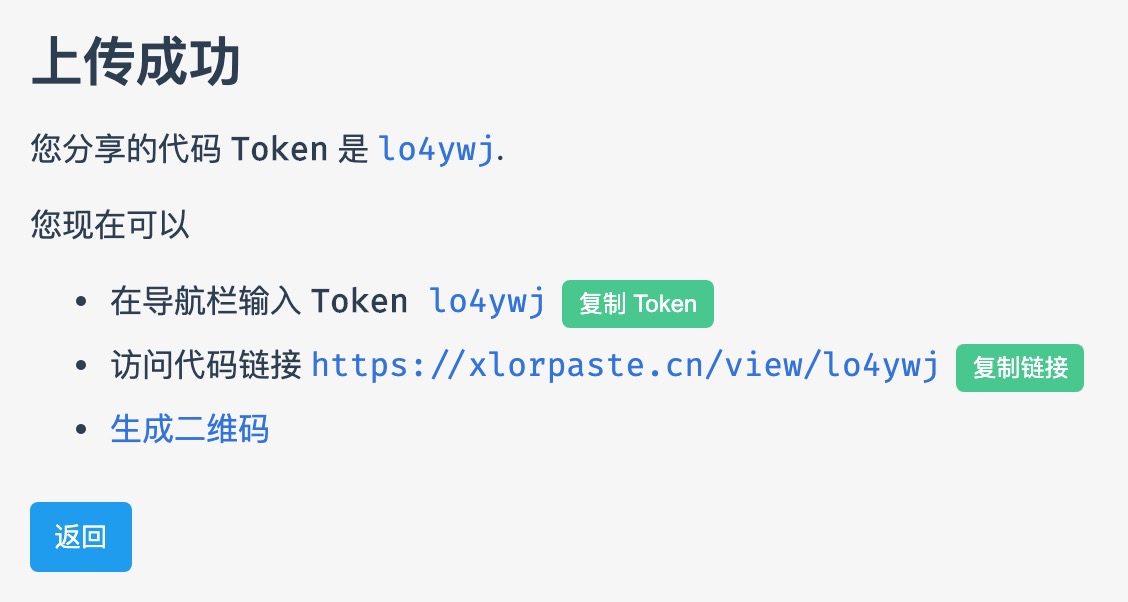 上传成功
您分享的代码 Token 是 lo4ywj.
您现在可以
• 在导航栏输入 Token lo4ywj 复制 Token
• 访问代码链接 https://xlorpaste.cn/view/lo4ywj 复制链接
• 生成二维码
返回